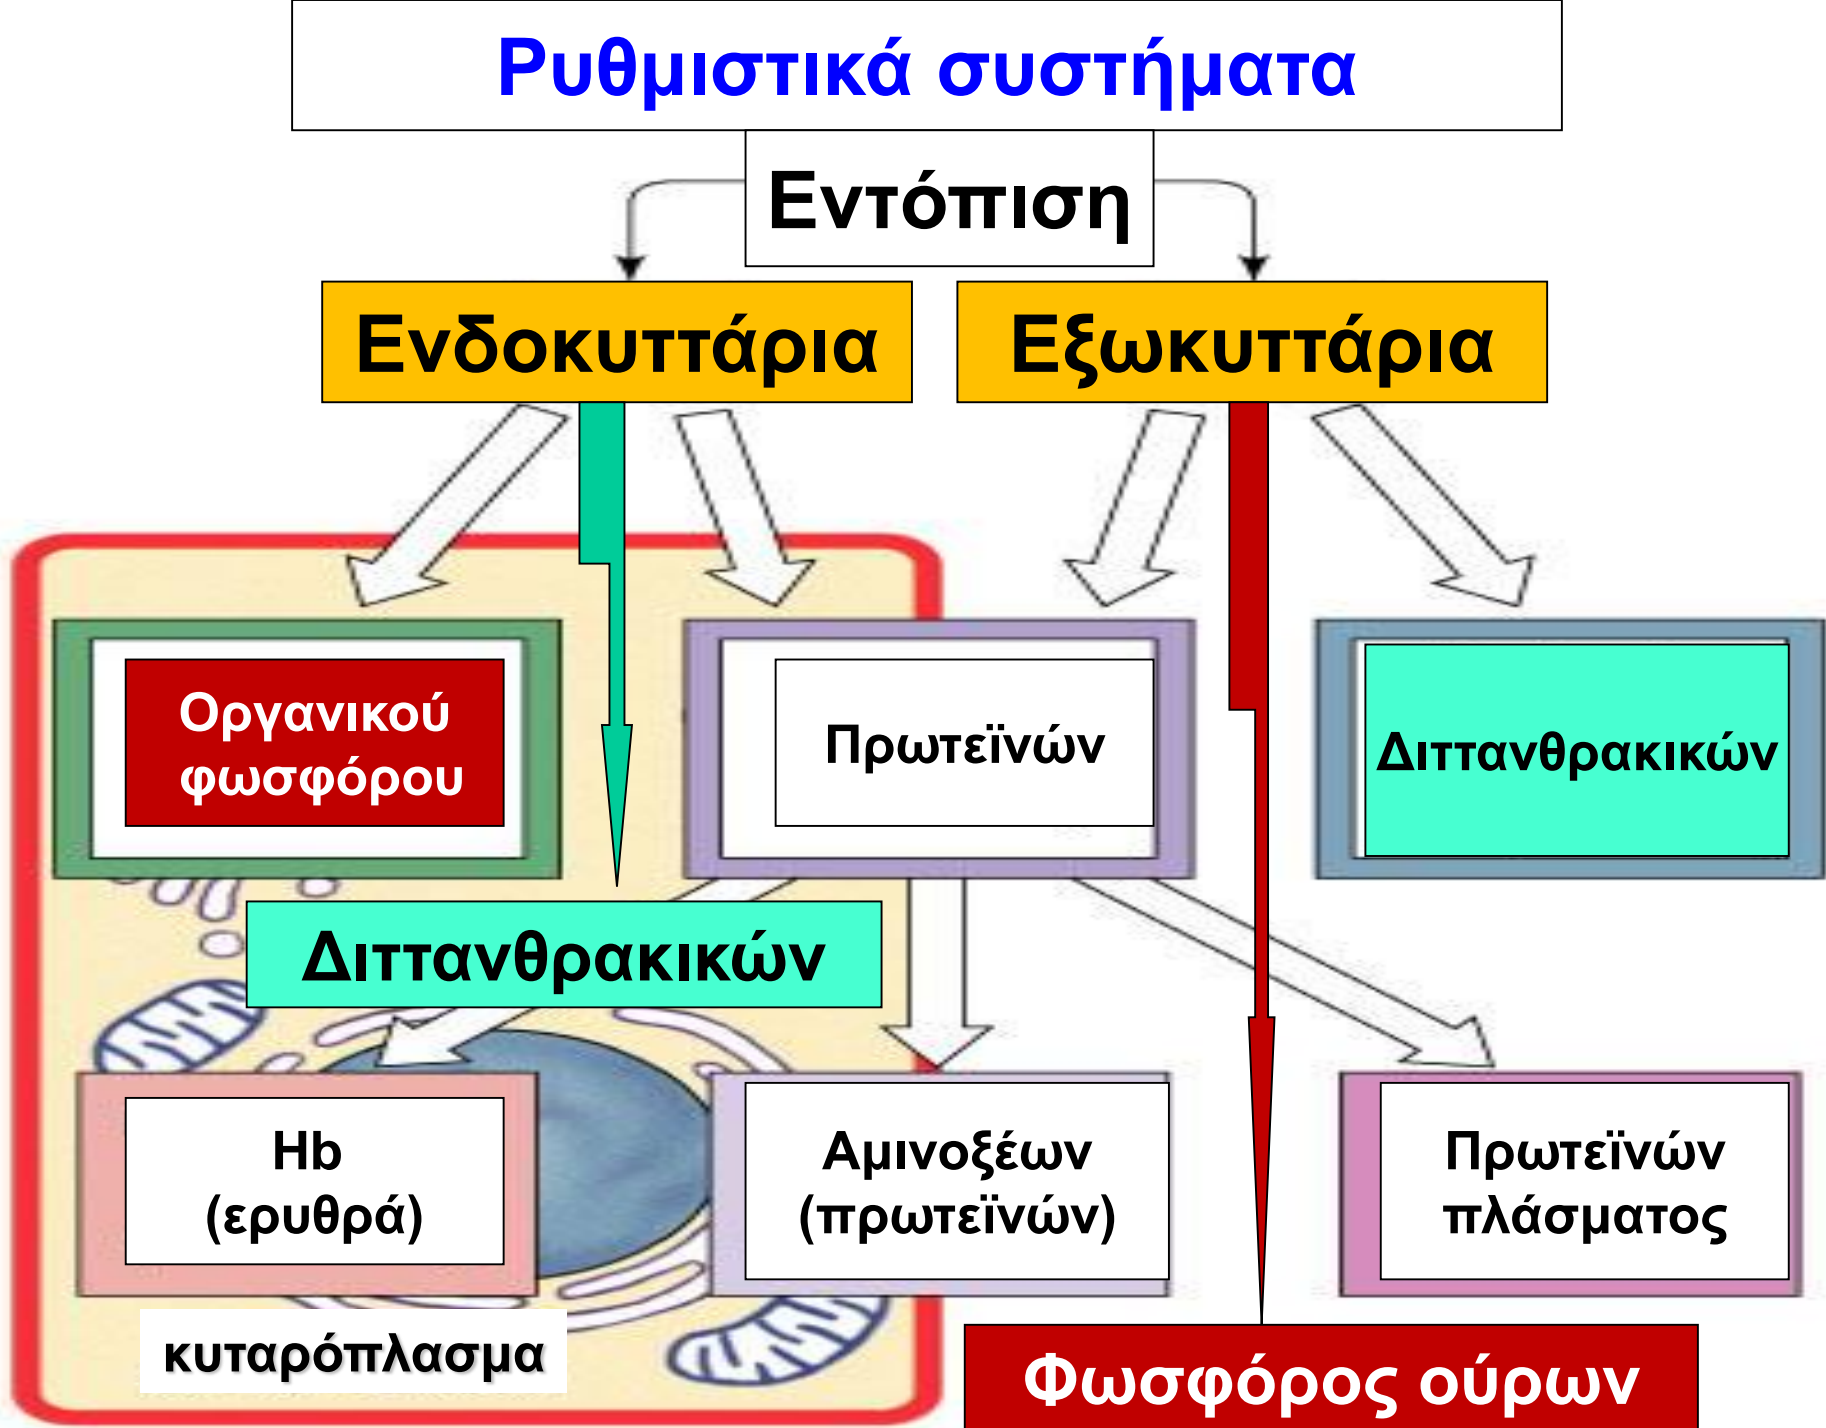 Ρυθμιστικά συστήματα
Εντόπιση
Ενδοκυττάρια
Εξωκυττάρια
Οργανικού
φωσφόρου
Πρωτεϊνών
Διττανθρακικών
Διττανθρακικών
Hb
(ερυθρά)
Αμινοξέων
(πρωτεϊνών)
Πρωτεϊνών
πλάσματος
κυταρόπλασμα
Φωσφόρος ούρων